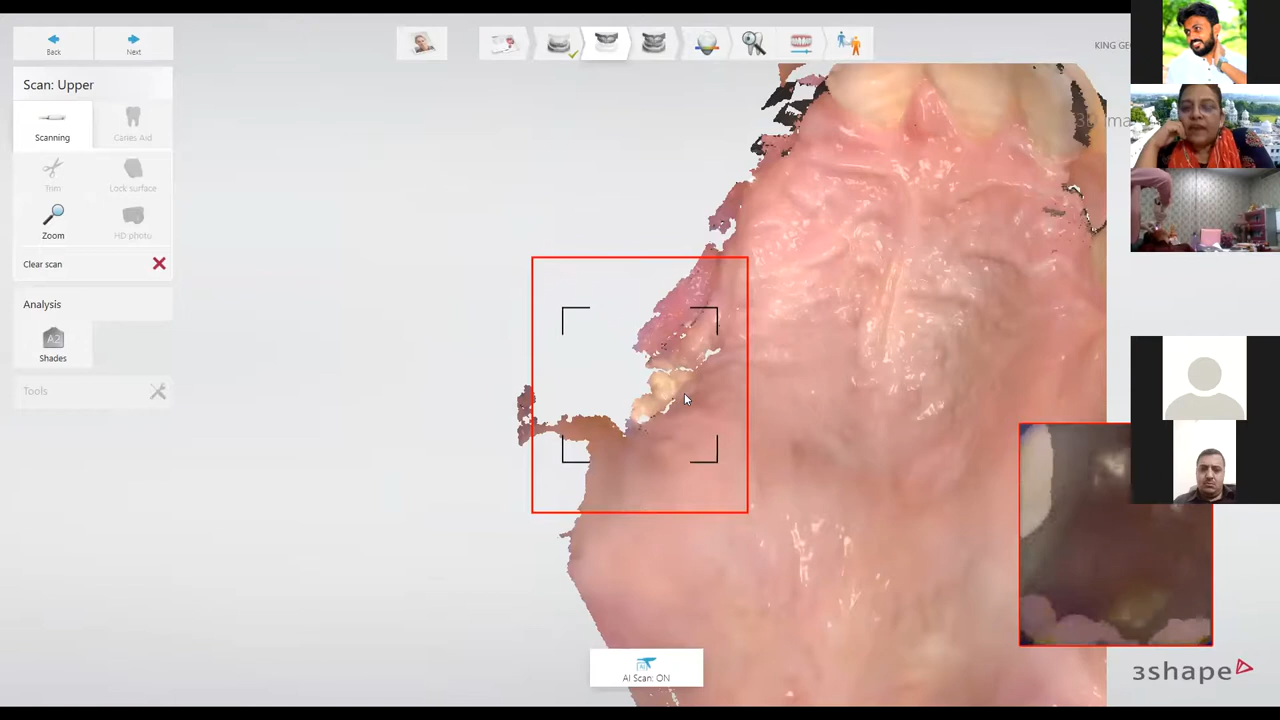 Back
Next
KING GE
Scan: Upper
Scanning
Caries Aid
Trim
Lock surface
Zoom
HD photo
Clear scan
Analysis
A2
Shades
Tools
AI Scan: ON
3shape